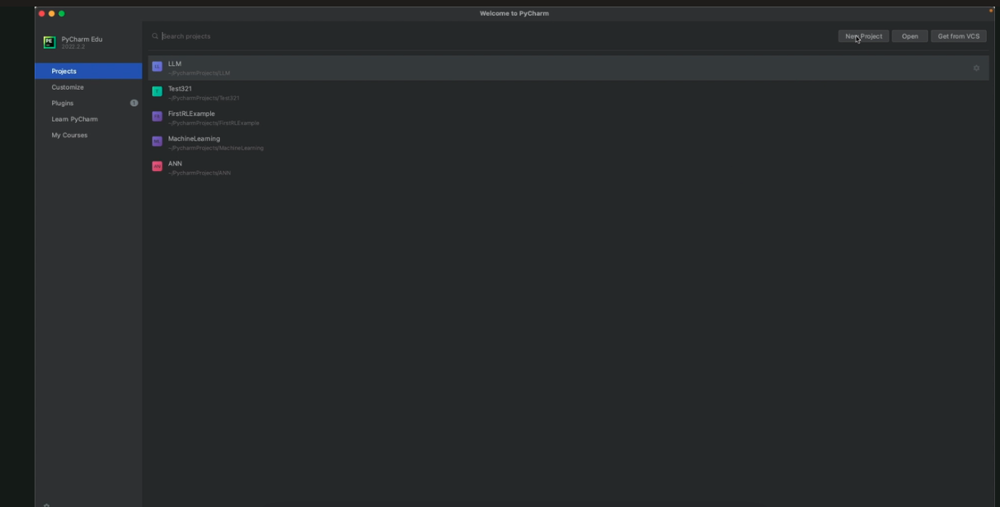 Welcome to PyCharm
PE
PyCharm Edu
2022.2.2
Search projects
New Project
Open
Get from VCS
Projects
Customize
Plugins
1
Learn PyCharm
My Courses
LL
LLM
~/PycharmProjects/LLM
T
Test321
~/PycharmProjects/Test321
FirstRLExample
~/PycharmProjects/FirstRLExample
ML
MachineLearning
~/PycharmProjects/MachineLearning
AN
ANN
~/PycharmProjects/ANN